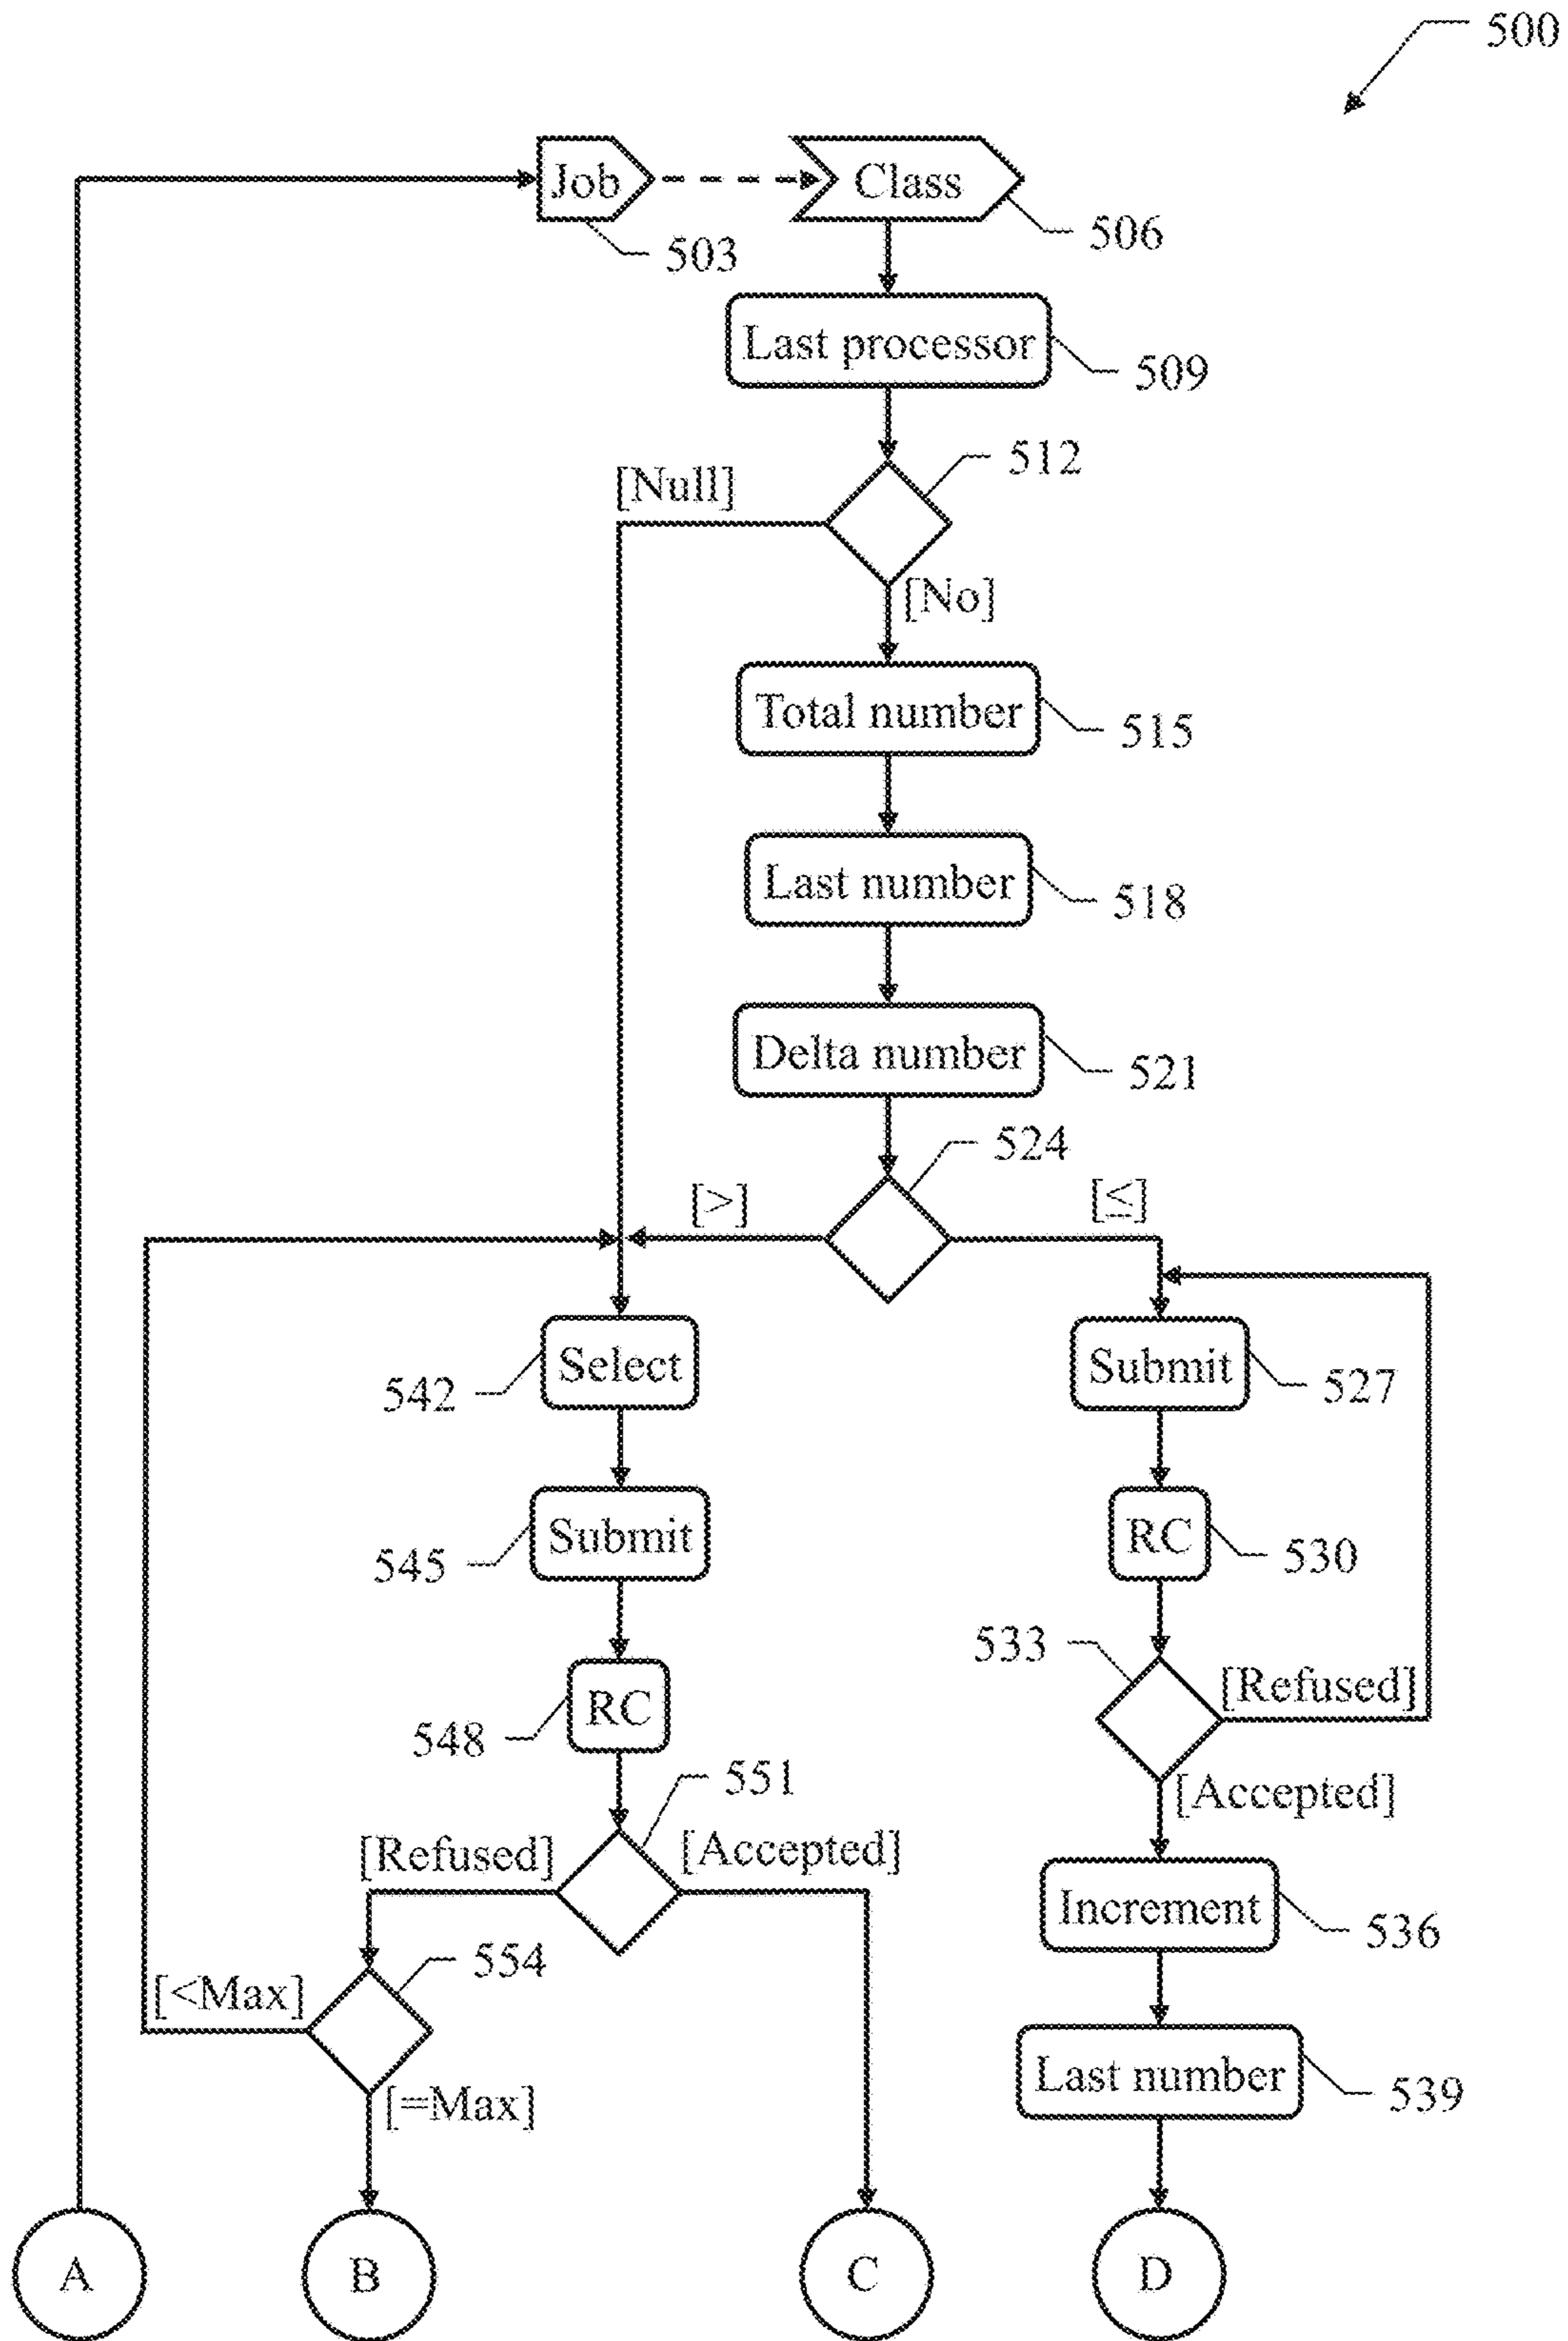 500
Job
Class
503
506
Last processor
509
512
[Null]
[No]
Total number
515
Last number
518
Delta number
521
524
[>]
[≤]
Select
542
Submit
527
Submit
545
RC
530
533
[Refused]
RC
548
551
[Accepted]
[Refused]
[Accepted]
Increment
536
554
[<Max]
Last number
539
[=Max]
A
B
C
D